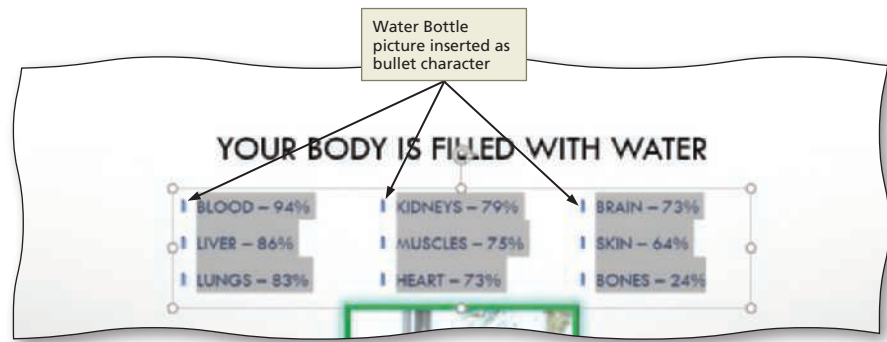 Water Bottle
picture inserted as
bullet character
YOUR BODY IS FILLED WITH WATER
BLOOD – 94%
LIVER – 86%
LUNGS – 83%
KIDNEYS – 79%
MUSCLES – 75%
HEART – 73%
BRAIN – 73%
SKIN – 64%
BONES – 24%